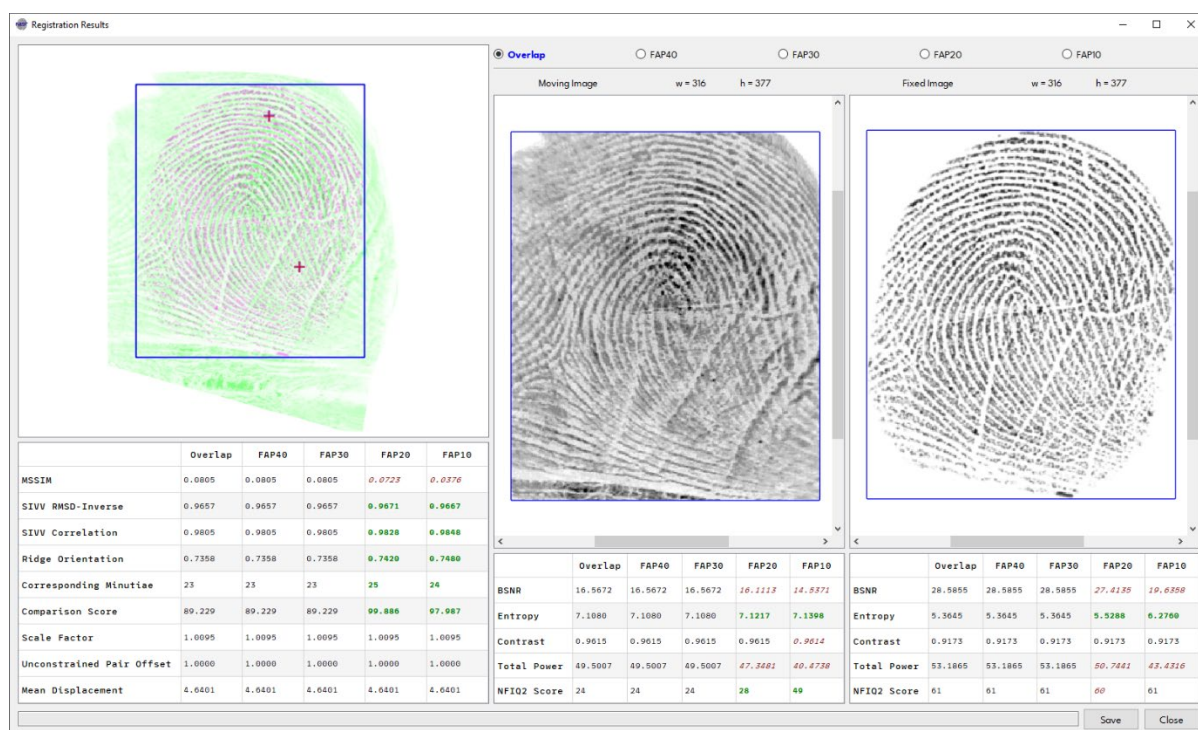 Registration Results
Overlap FAP40 FAP30 FAP20 FAP10
Moving Image w = 316 h = 377 Fixed Image w = 316 h = 377
Overlap FAP40 FAP30 FAP20 FAP10
MSSIM 0.0805 0.0805 0.0805 0.0723 0.0376
SIVV RMSD-Inverse 0.9657 0.9657 0.9657 0.9671 0.9667
SIVV Correlation 0.9805 0.9805 0.9805 0.9828 0.9848
Ridge Orientation 0.7358 0.7358 0.7358 0.7420 0.7480
Corresponding Minutiae 23 23 23 25 24
Comparison Score 89.229 89.229 89.229 99.886 97.987
Scale Factor 1.0095 1.0095 1.0095 1.0095 1.0095
Unconstrained Pair Offset 1.0000 1.0000 1.0000 1.0000 1.0000
Mean Displacement 4.6401 4.6401 4.6401 4.6401 4.6401
Overlap FAP40 FAP30 FAP20 FAP10
BSNR 16.5672 16.5672 16.5672 16.1113 14.5371
Entropy 7.1080 7.1080 7.1080 7.1217 7.1398
Contrast 0.9615 0.9615 0.9615 0.9615 0.9614
Total Power 49.5007 49.5007 49.5007 47.3481 40.4738
NFIQ2 Score 24 24 24 28 49
Overlap FAP40 FAP30 FAP20 FAP10
BSNR 28.5855 28.5855 28.5855 27.4135 19.6358
Entropy 5.3645 5.3645 5.3645 5.5288 6.2760
Contrast 0.9173 0.9173 0.9173 0.9173 0.9173
Total Power 53.1865 53.1865 53.1865 50.7441 43.4316
NFIQ2 Score 61 61 61 60 61
Save Close